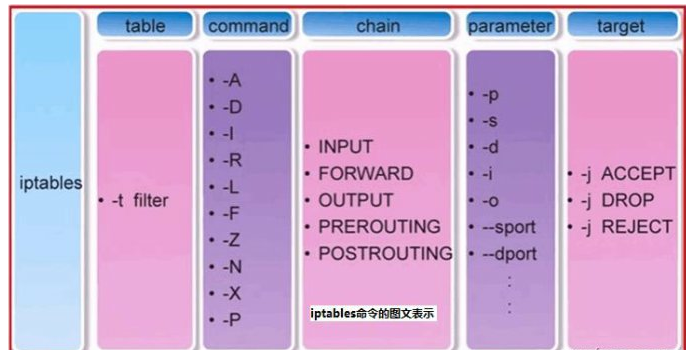 table
command
chain
parameter
target
iptables
• -t filter
• -A
• -D
• -I
• -R
• -L
• -F
• -Z
• -N
• -X
• -P
• INPUT
• FORWARD
• OUTPUT
• PREROUTING
• POSTROUTING
iptables命令的图文表示
• -p
• -s
• -d
• -i
• -o
• --sport
• --dport
:
:
• -j ACCEPT
• -j DROP
• -j REJECT